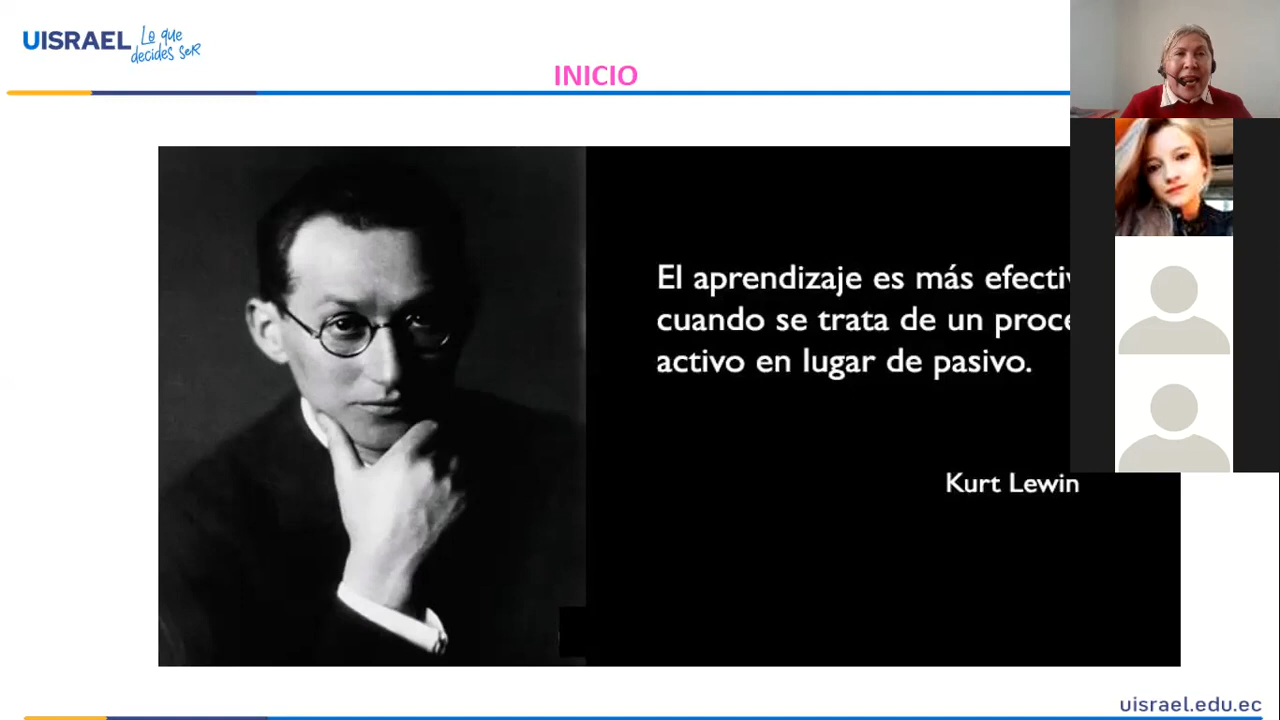 UISRAEL Lo que
decides seR
INICIO
El aprendizaje es más
cuando se trata de un
activo en lugar de pasivo.
Kurt Lewin
uisrael.edu.ec